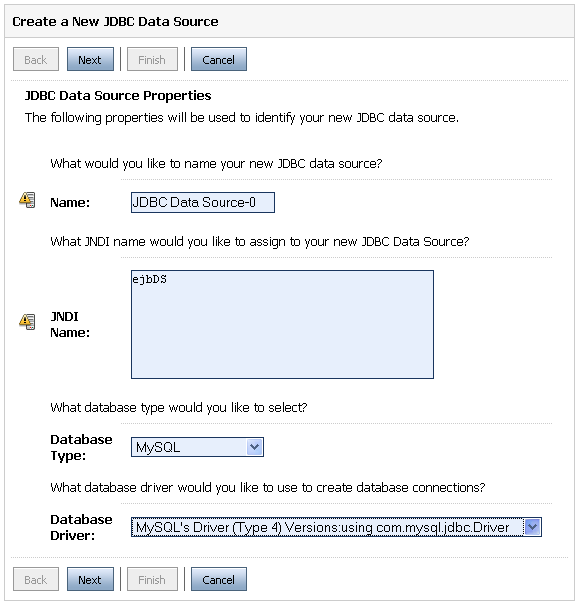 Create a New JDBC Data Source
Back Next Finish Cancel
JDBC Data Source Properties
The following properties will be used to identify your new JDBC data source.
What would you like to name your new JDBC data source?
Name: JDBC Data Source-0
What JNDI name would you like to assign to your new JDBC Data Source?
ejbDS
JNDI
Name:
What database type would you like to select?
Database
Type:
MySQL
What database driver would you like to use to create database connections?
Database
Driver:
MySQL's Driver (Type 4) Versions:using com.mysql.jdbc.Driver
Back Next Finish Cancel